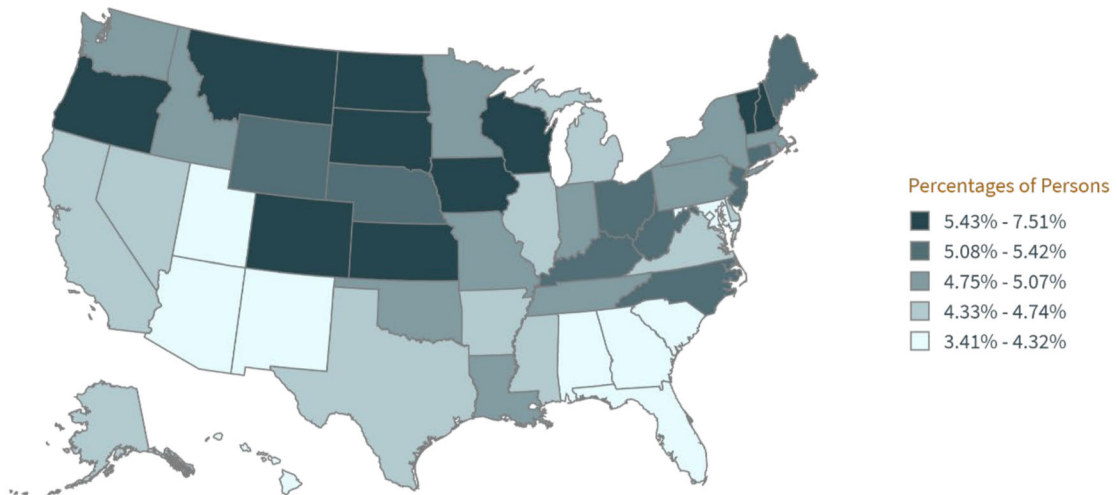 Percentages of Persons
5.43% - 7.51%
5.08% - 5.42%
4.75% - 5.07%
4.33% - 4.74%
3.41% - 4.32%